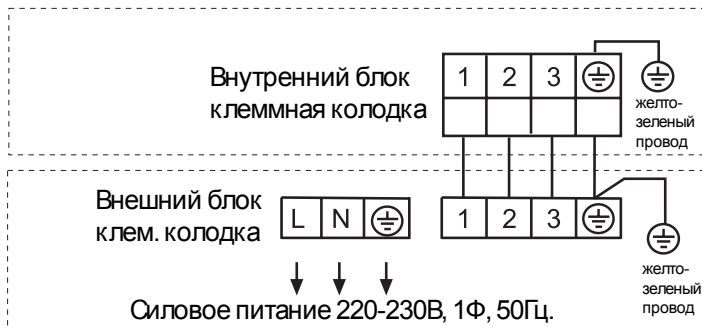 Внутренний блок
клеммная колодка
1 2 3
желто-
зеленый
провод
Внешний блок
клем. колодка
L N
1 2 3
желто-
зеленый
провод
Силовое питание 220-230В, 1Ф, 50Гц.